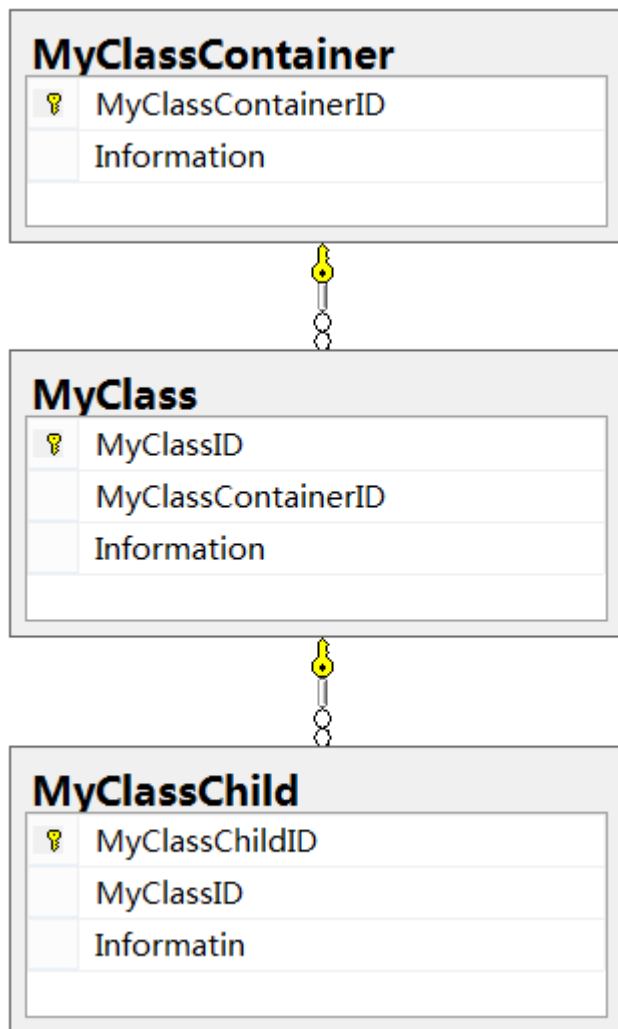 MyClassContainer
MyClassContainerID
Information
MyClass
MyClassID
MyClassContainerID
Information
MyClassChild
MyClassChildID
MyClassID
Informatin